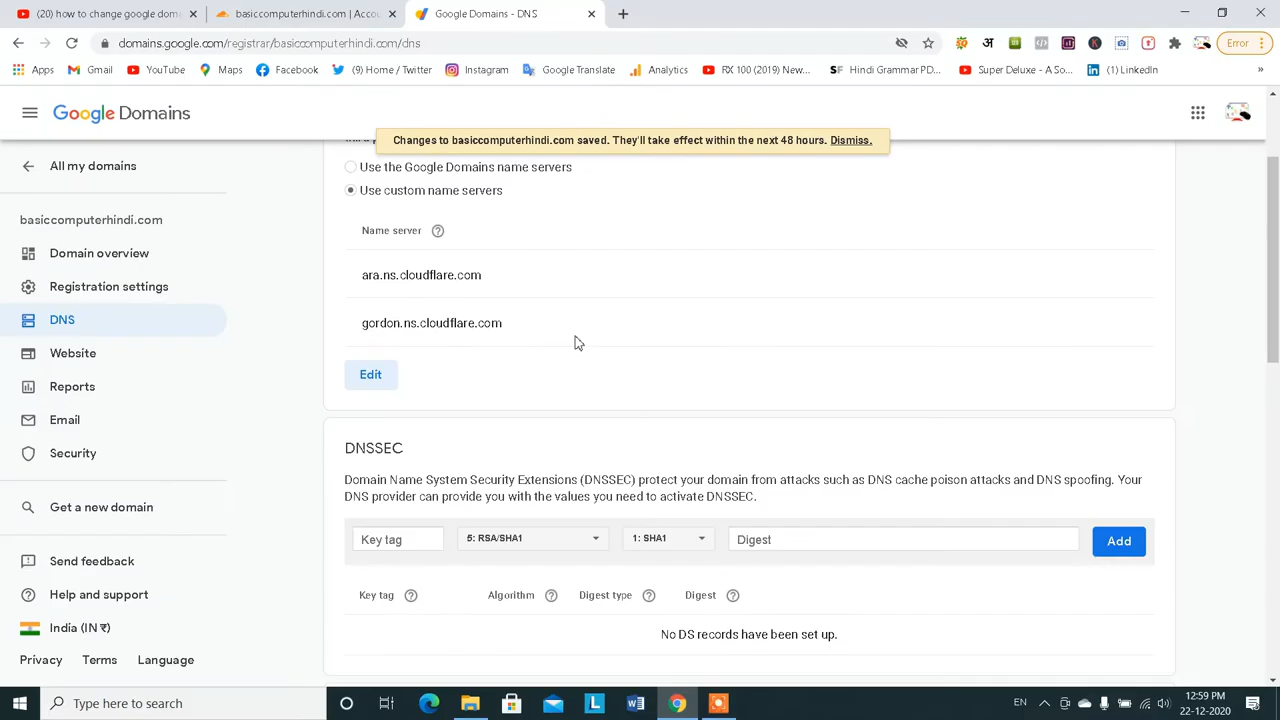 (20) how to change google dom
basiccomputerhindi.com | Accou
Google Domains - DNS
domains.google.com/registrar/basiccomputerhindi.com/dns
अ
Error
Apps
Gmail
YouTube
Maps
Facebook
(9) Home / Twitter
Instagram
Google Translate
Analytics
RX 100 (2019) New...
SF Hindi Grammar PD...
Super Deluxe - A So...
(1) LinkedIn
»
Google Domains
Changes to basiccomputerhindi.com saved. They'll take effect within the next 48 hours. Dismiss.
All my domains
basiccomputerhindi.com
Domain overview
Registration settings
DNS
Website
Reports
Email
Security
Get a new domain
Send feedback
Help and support
India (IN ₹)
Privacy Terms Language
Use the Google Domains name servers
Use custom name servers
Name server
ara.ns.cloudflare.com
gordon.ns.cloudflare.com
Edit
DNSSEC
Domain Name System Security Extensions (DNSSEC) protect your domain from attacks such as DNS cache poison attacks and DNS spoofing. Your
DNS provider can provide you with the values you need to activate DNSSEC.
Key tag 5: RSA/SHA1 1: SHA1 Digest Add
Key tag Algorithm Digest type Digest
No DS records have been set up.
Type here to search
EN
12:59 PM
22-12-2020